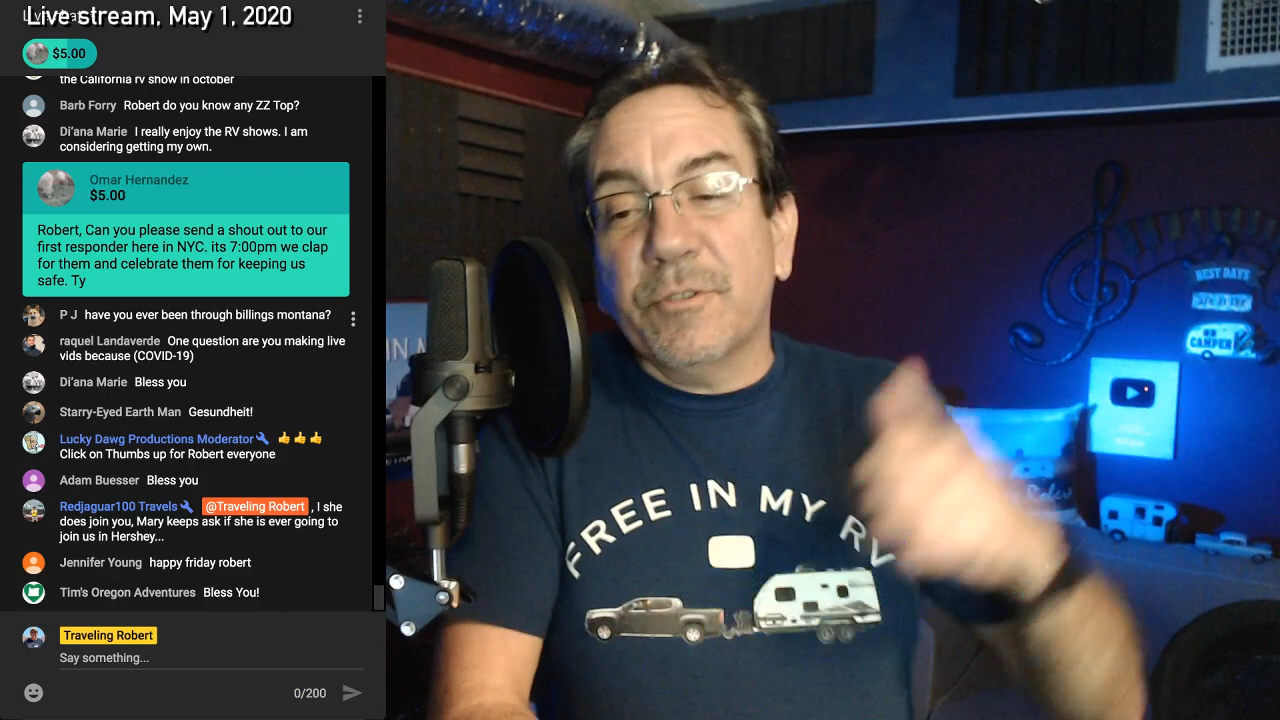 Live stream, May 1, 2020
$5.00
the California rv show in october
Barb Forry Robert do you know any ZZ Top?
Di'ana Marie I really enjoy the RV shows. I am
considering getting my own.
Omar Hernandez
$5.00
Robert, Can you please send a shout out to our
first responder here in NYC. its 7:00pm we clap
for them and celebrate them for keeping us
safe. Ty
P J have you ever been through billings montana?
raquel Landaverde One question are you making live
vids because (COVID-19)
Di'ana Marie Bless you
Starry-Eyed Earth Man Gesundheit!
Lucky Dawg Productions Moderator 👍👍👍
Click on Thumbs up for Robert everyone
Adam Buesser Bless you
Redjaguar100 Travels @Traveling Robert , I she
does join you, Mary keeps ask if she is ever going to
join us in Hershey...
Jennifer Young happy friday robert
Tim's Oregon Adventures Bless You!
Traveling Robert
Say something...
0/200
FREE IN MY RV
BEST DAYS
CAMPER